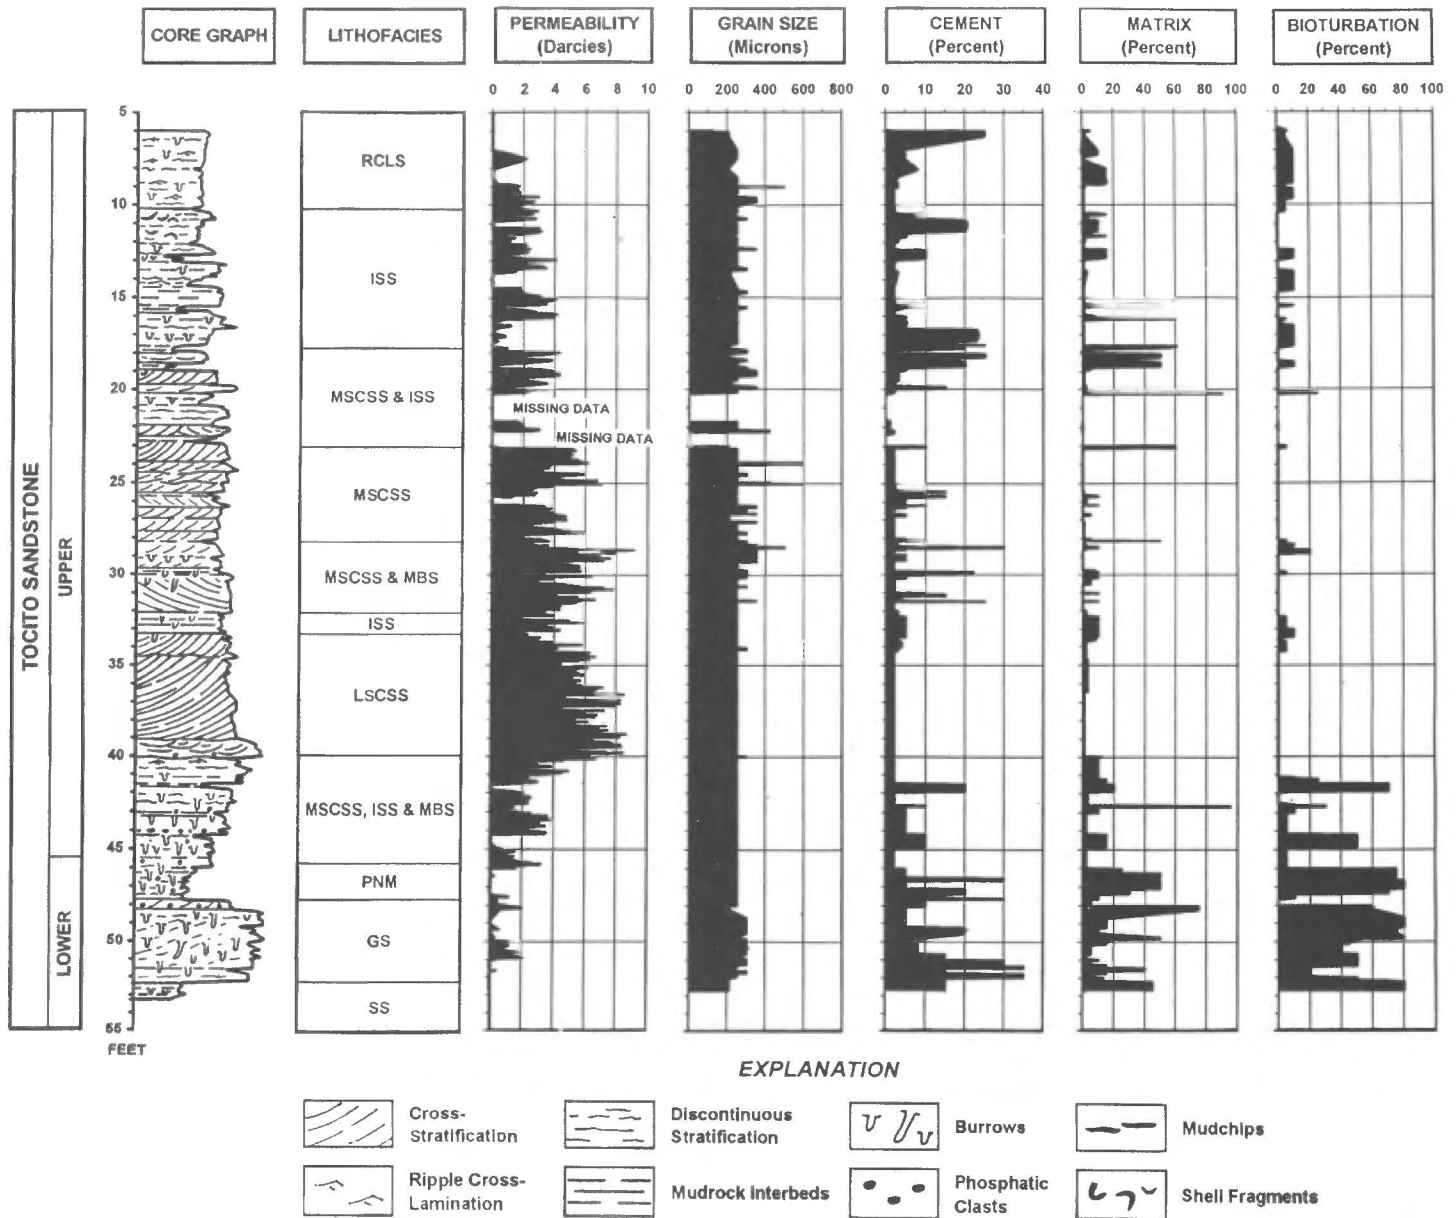 CORE GRAPH
LITHOFACIES
PERMEABILITY
(Darcies)
GRAIN SIZE
(Microns)
CEMENT
(Percent)
MATRIX
(Percent)
BIOTURBATION
(Percent)
0 2 4 6 8 10
0 200 400 600 800
0 10 20 30 40
0 20 40 60 80 100
0 20 40 60 80 100
TOCITO SANDSTONE
UPPER
LOWER
5
10
15
20
25
30
35
40
45
50
55
FEET
RCLS
ISS
MSCSS & ISS
MSCSS
MSCSS & MBS
ISS
LSCSS
MSCSS, ISS & MBS
PNM
GS
SS
MISSING DATA
MISSING DATA
EXPLANATION
Cross-
Stratification
Discontinuous
Stratification
Burrows
Mudchips
Ripple Cross-
Lamination
Mudrock Interbeds
Phosphatic
Clasts
Shell Fragments